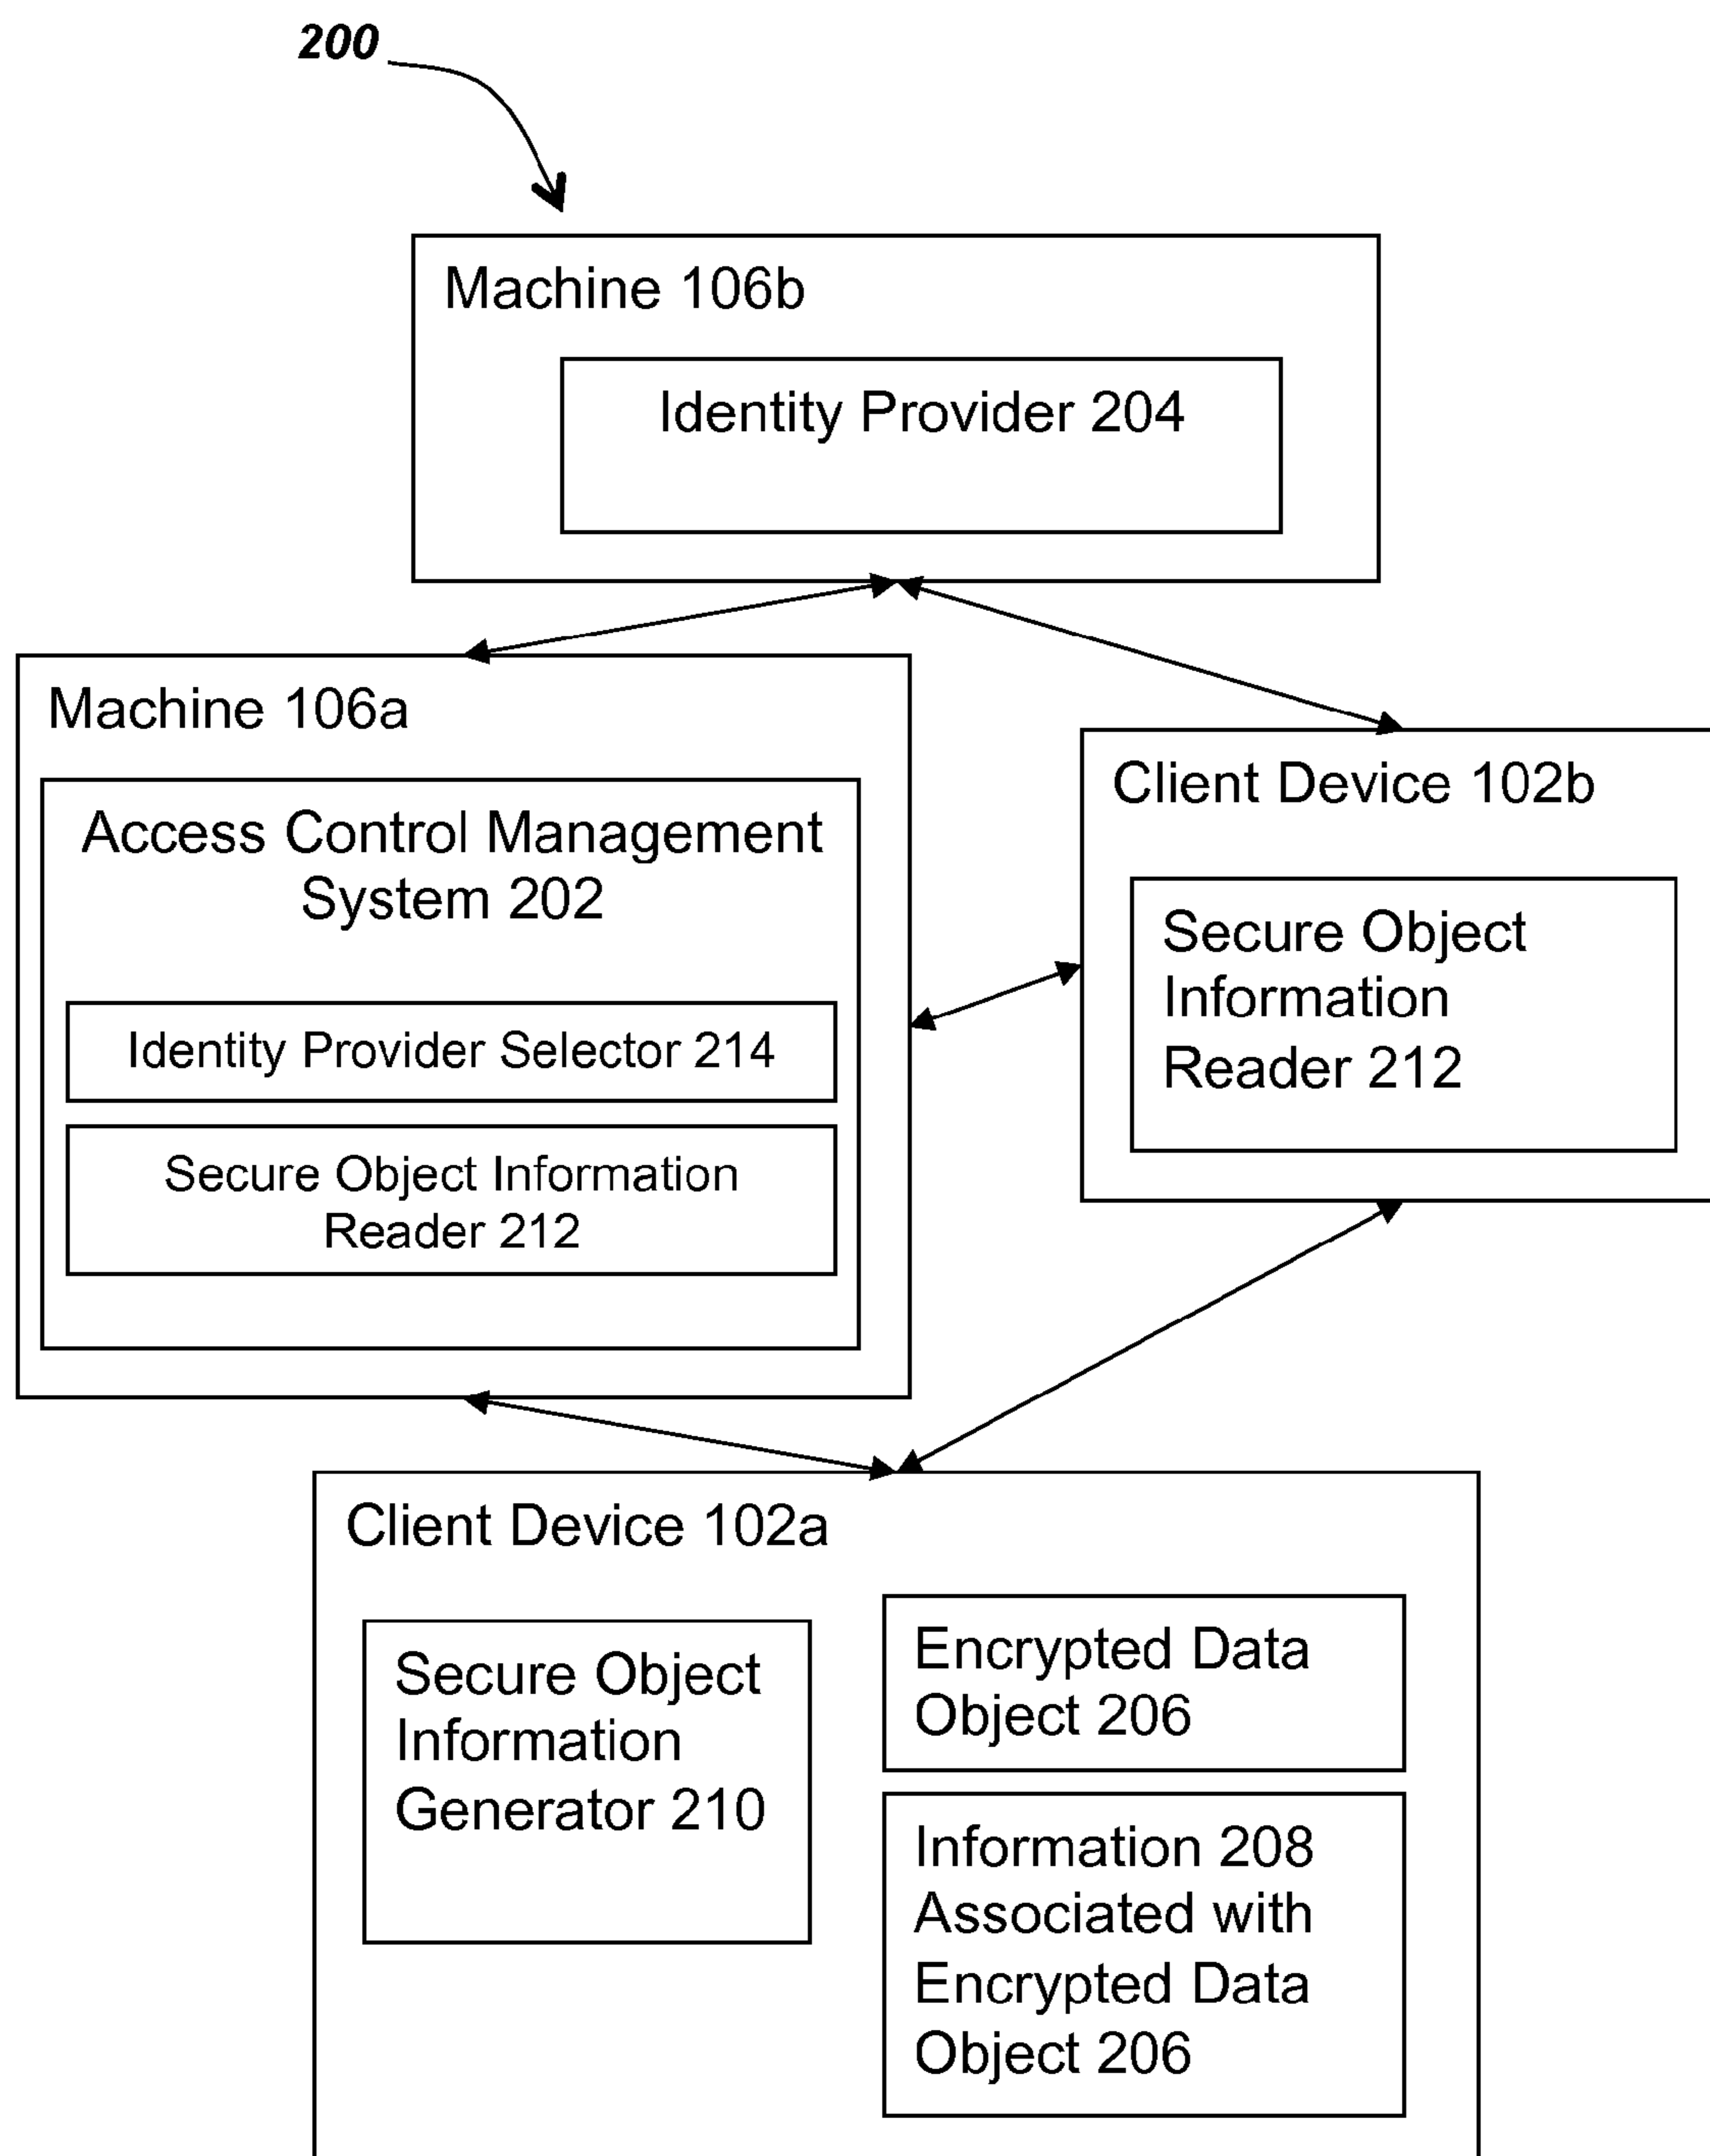 200
Machine 106b
Identity Provider 204
Machine 106a
Access Control Management
System 202
Identity Provider Selector 214
Secure Object Information
Reader 212
Client Device 102b
Secure Object
Information
Reader 212
Client Device 102a
Secure Object
Information
Generator 210
Encrypted Data
Object 206
Information 208
Associated with
Encrypted Data
Object 206